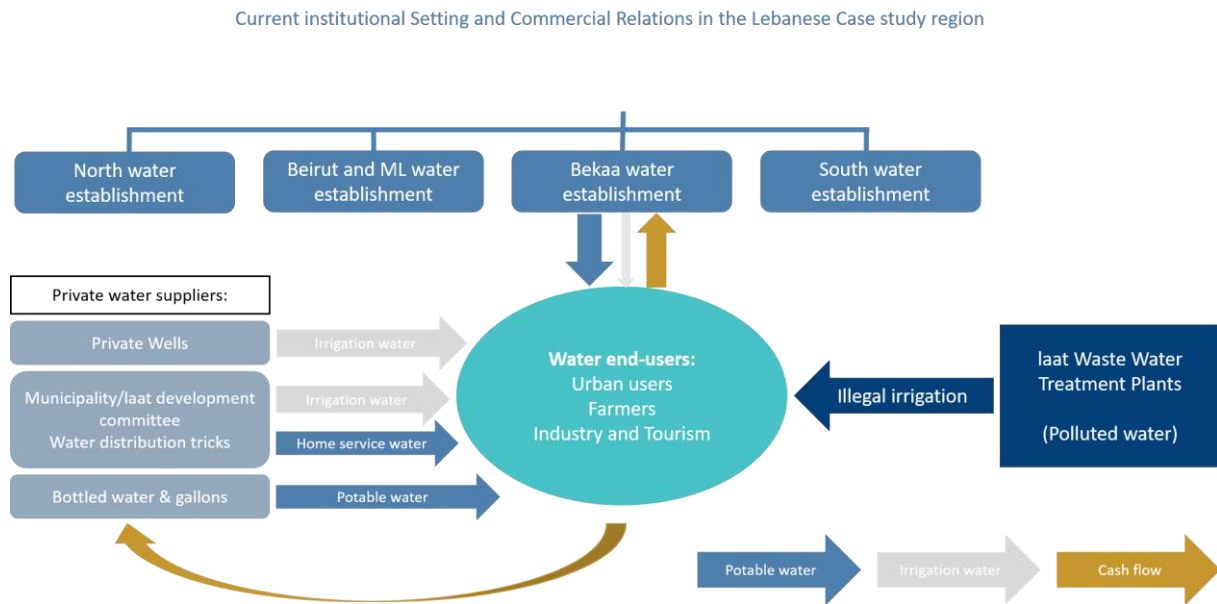 Current institutional Setting and Commercial Relations in the Lebanese Case study region
North water
establishment
Beirut and ML water
establishment
Bekaa water
establishment
South water
establishment
Private water suppliers:
Private Wells
Irrigation water
Municipality/Iaat development
committee
Water distribution tricks
Irrigation water
Home service water
Bottled water & gallons
Potable water
Water end-users:
Urban users
Farmers
Industry and Tourism
Illegal irrigation
Iaat Waste Water
Treatment Plants
(Polluted water)
Potable water
Irrigation water
Cash flow